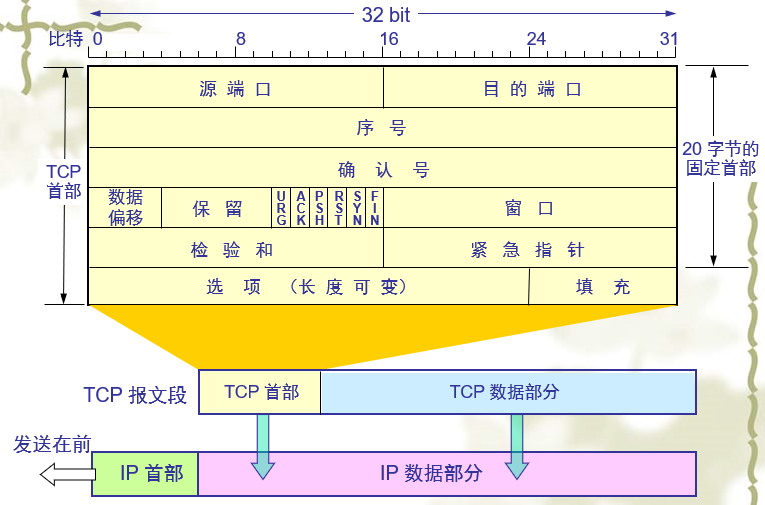 32 bit
比特 0 8 16 24 31
源端口 目的端口
序号
TCP
首部
确认号
20 字节的
固定首部
数据
偏移
保留
URG
ACK
PSH
RST
SYN
FIN
窗口
检验和 紧急指针
选项 (长度可变) 填充
TCP 报文段 TCP 首部 TCP 数据部分
发送在前
IP 首部 IP 数据部分